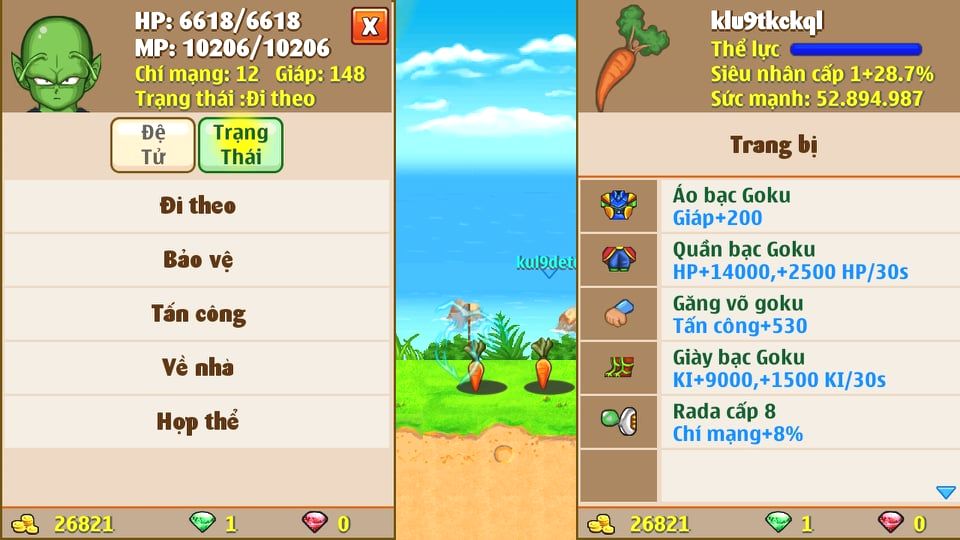 HP: 6618/6618
MP: 10206/10206
Chí mạng: 12 Giáp: 148
Trạng thái :Đi theo
X
Đệ
Tử
Trạng
Thái
Đi theo
Bảo vệ
Tấn công
Về nhà
Họp thể
26821
1
0
klu9tkckql
Thể lực
Siêu nhân cấp 1+28.7%
Sức mạnh: 52.894.987
Trang bị
Áo bạc Goku
Giáp+200
Quần bạc Goku
HP+14000,+2500 HP/30s
Găng võ goku
Tấn công+530
Giày bạc Goku
KI+9000,+1500 KI/30s
Rada cấp 8
Chí mạng+8%
26821
1
0